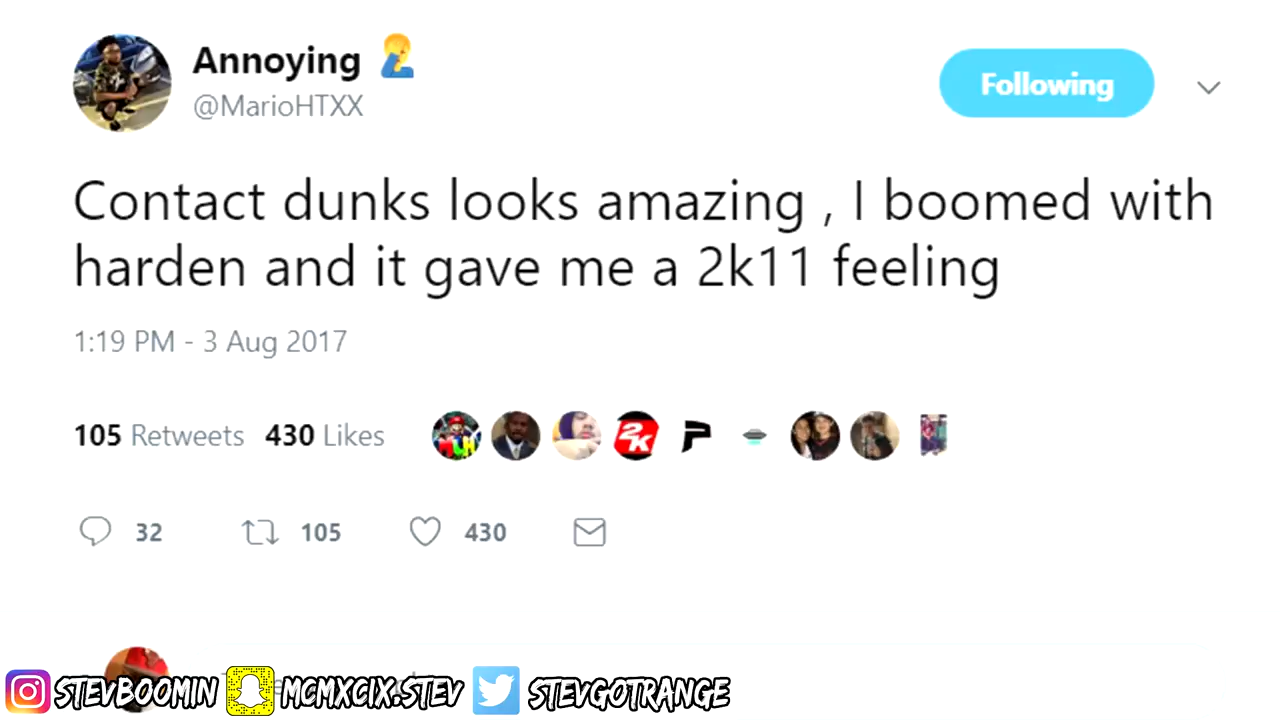 Annoying
@MarioHTXX
Following
Contact dunks looks amazing , I boomed with
harden and it gave me a 2k11 feeling
1:19 PM - 3 Aug 2017
105 Retweets 430 Likes
2K
32 105 430
STEVBOOMIN MCMXCIX.STEV STEVGOTRANGE